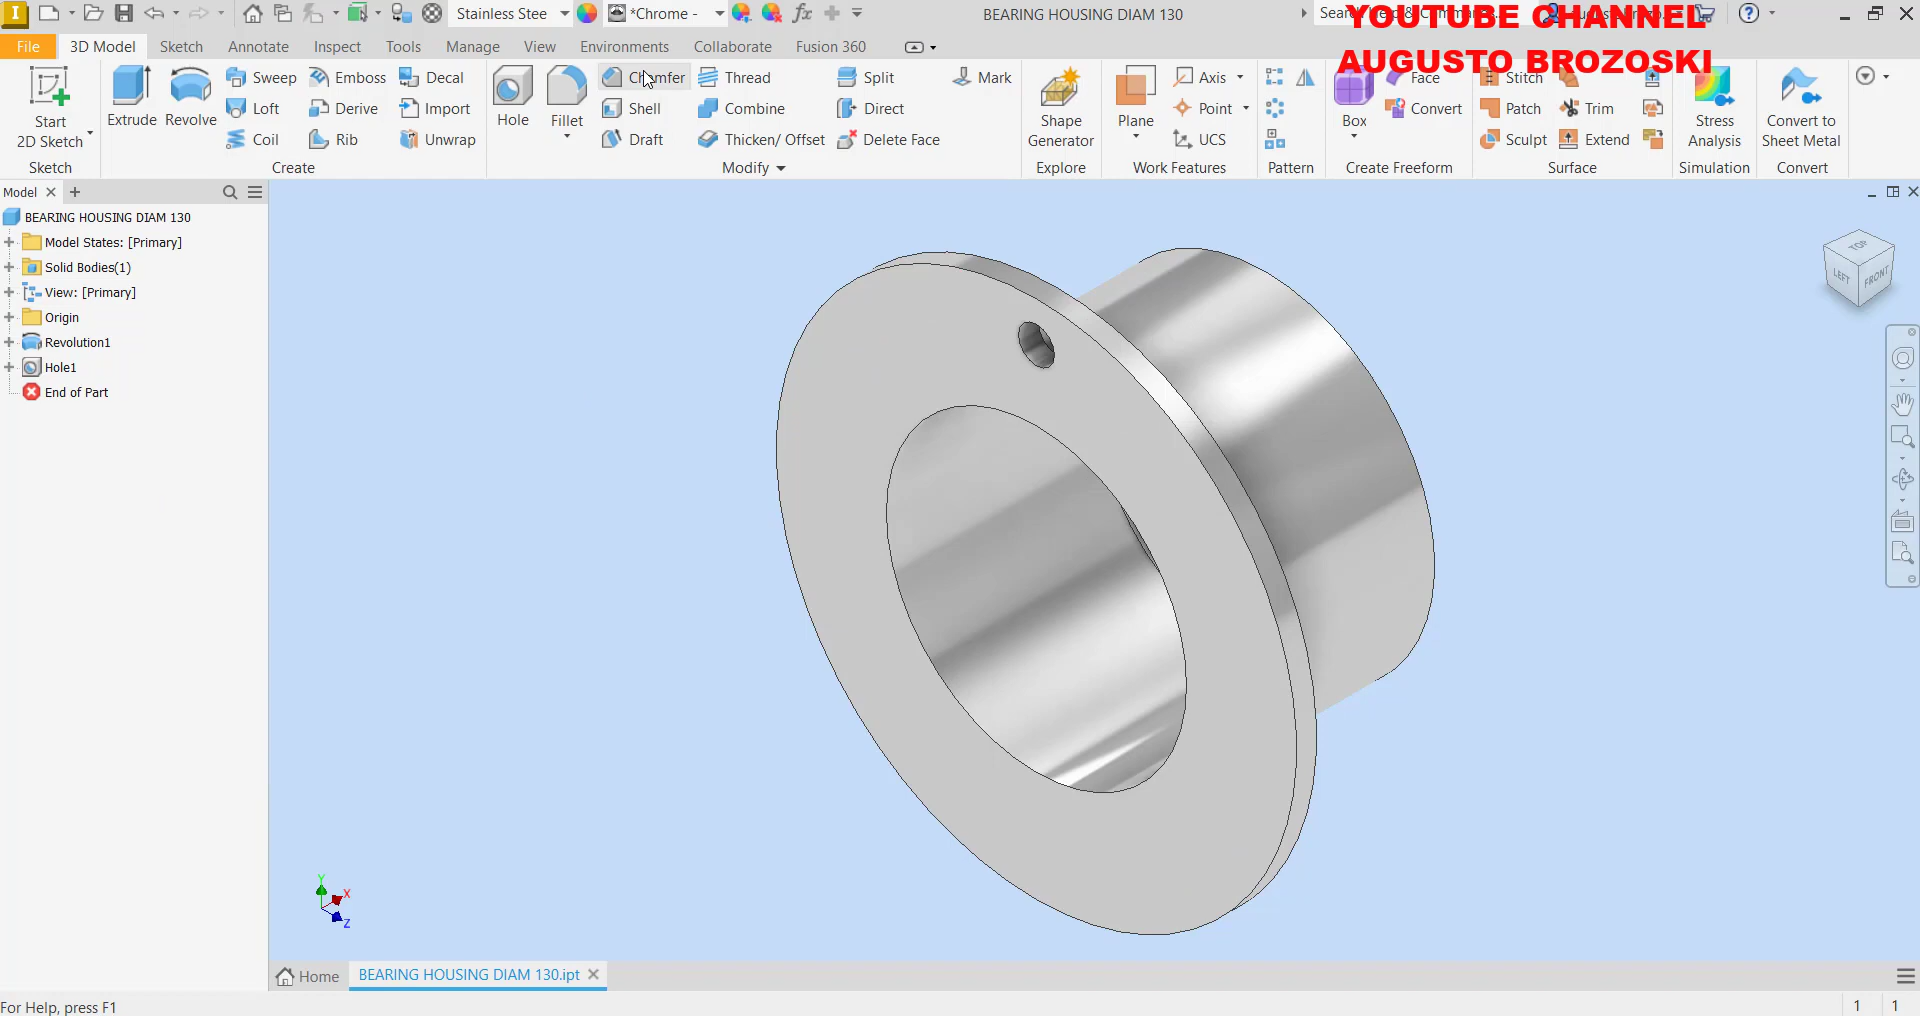 Stainless Stee
*Chrome -
fx
BEARING HOUSING DIAM 130
YOUTUBE CHANNEL
AUGUSTO BROZOSKI
File
3D Model
Sketch
Annotate
Inspect
Tools
Manage
View
Environments
Collaborate
Fusion 360
Start
2D Sketch
Sketch
Extrude
Revolve
Sweep
Loft
Coil
Emboss
Derive
Rib
Decal
Import
Unwrap
Create
Hole
Fillet
Chamfer
Shell
Draft
Thread
Combine
Thicken/ Offset
Split
Direct
Delete Face
Mark
Modify
Shape
Generator
Explore
Plane
Axis
Point
UCS
Work Features
Pattern
Box
Face
Convert
Create Freeform
Stitch
Patch
Sculpt
Trim
Extend
Surface
Stress
Analysis
Simulation
Convert to
Sheet Metal
Convert
Model
BEARING HOUSING DIAM 130
Model States: [Primary]
Solid Bodies(1)
View: [Primary]
Origin
Revolution1
Hole1
End of Part
TOP
LEFT
FRONT
Y
X
Z
Home
BEARING HOUSING DIAM 130.ipt
For Help, press F1
1
1